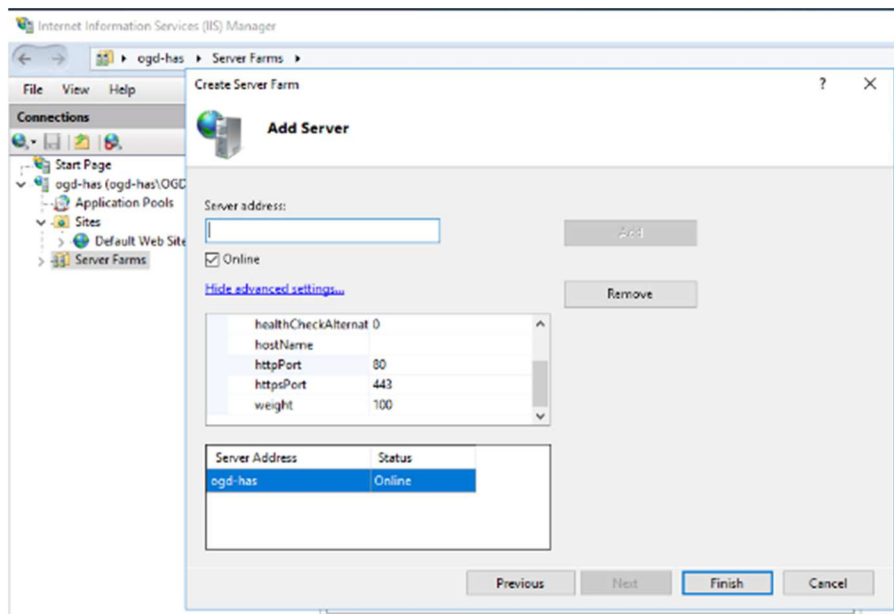 Internet Information Services (IIS) Manager
ogd-has Server Farms
File View Help
Connections
Start Page
ogd-has (ogd-has\OGD
Application Pools
Sites
Default Web Site
Server Farms
Create Server Farm
? X
Add Server
Server address:
Add
Online
Hide advanced settings...
Remove
healthCheckAlternat 0
hostName
httpPort 80
httpsPort 443
weight 100
Server Address Status
ogd-has Online
Previous Next Finish Cancel